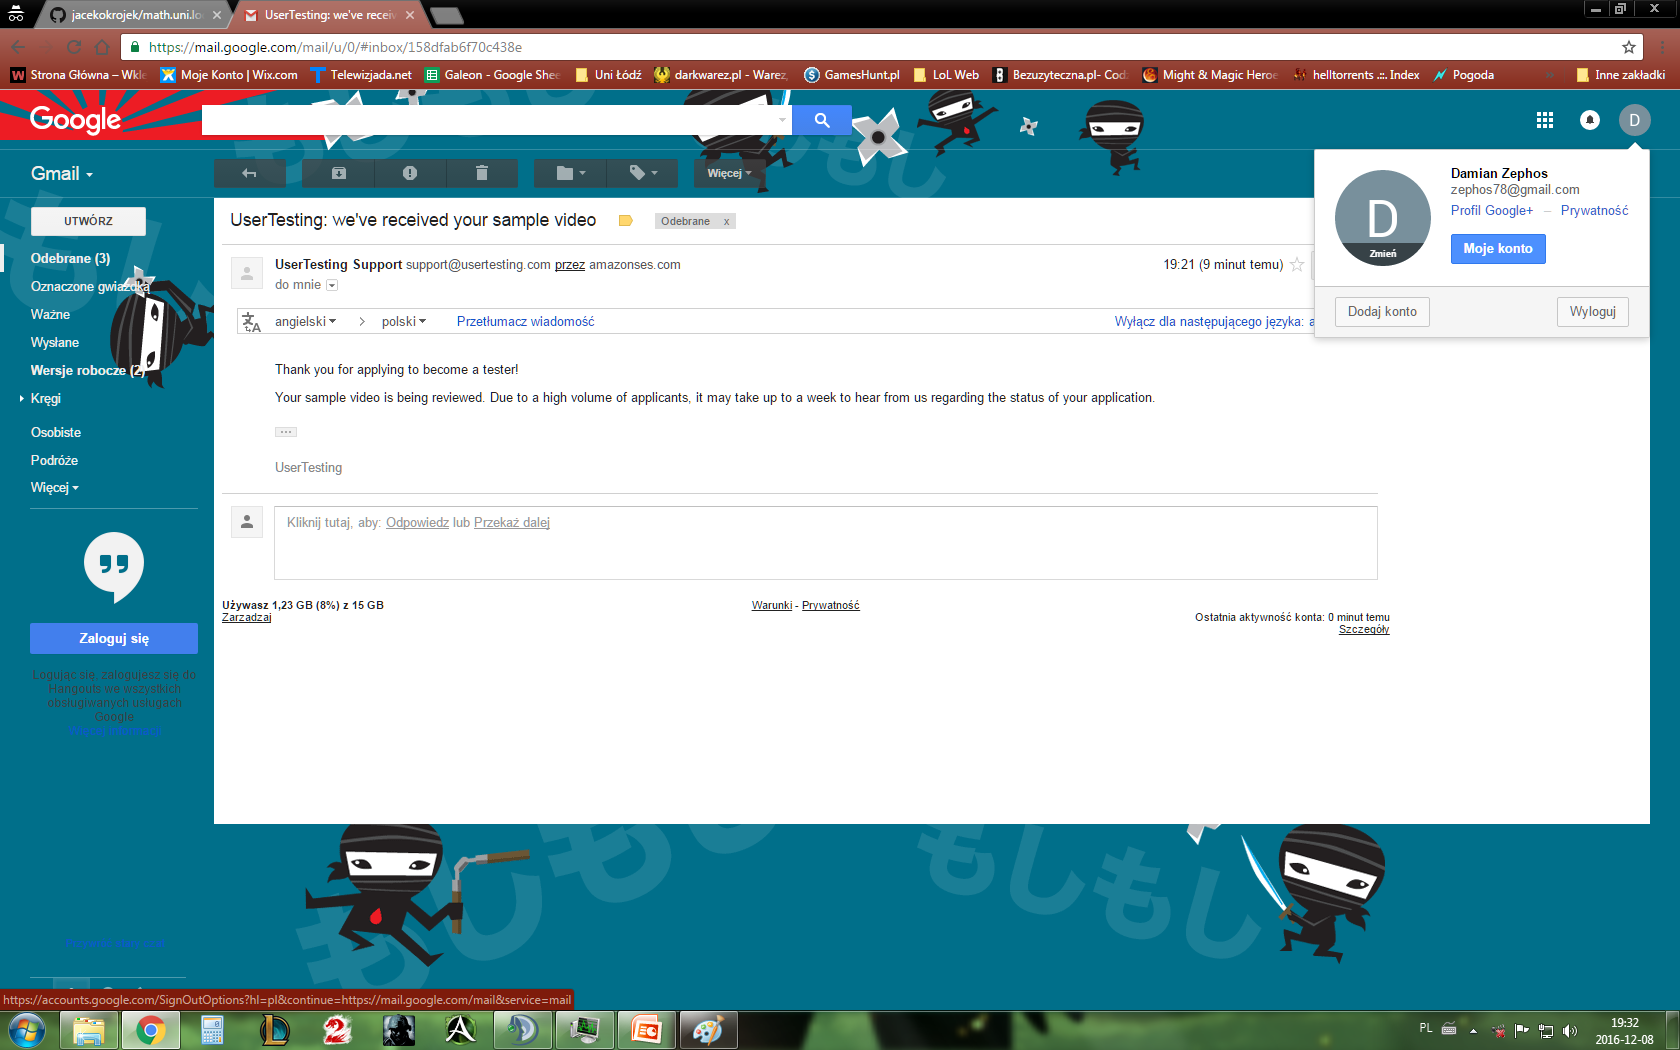 jacekokrojek/math.uni.lo
UserTesting: we've receiv
https://mail.google.com/mail/u/0/#inbox/158dfab6f70c438e
Strona Główna – Wkle
Moje Konto | Wix.com
Telewizjada.net
Galeon - Google Shee
Uni Łódź
darkwarez.pl - Warez,
GamesHunt.pl
LoL Web
Bezuzyteczna.pl- Cod
Might & Magic Heroe
helltorrents .::. Index
Pogoda
Inne zakładki
Google
D
Gmail
Więcej
Damian Zephos
zephos78@gmail.com
Profil Google+ – Prywatność
Moje konto
D
Zmień
Dodaj konto
Wyloguj
UTWÓRZ
Odebrane (3)
Oznaczone gwiazdką
Ważne
Wysłane
Wersje robocze (2)
Kręgi
Osobiste
Podróże
Więcej
UserTesting: we've received your sample video
Odebrane x
UserTesting Support support@usertesting.com przez amazonses.com
19:21 (9 minut temu)
do mnie
angielski
polski
Przetłumacz wiadomość
Wyłącz dla następującego języka: a
Thank you for applying to become a tester!
Your sample video is being reviewed. Due to a high volume of applicants, it may take up to a week to hear from us regarding the status of your application.
UserTesting
Kliknij tutaj, aby: Odpowiedz lub Przekaż dalej
Używasz 1,23 GB (8%) z 15 GB
Zarządzaj
Warunki - Prywatność
Ostatnia aktywność konta: 0 minut temu
Szczegóły
Zaloguj się
Logując się, zalogujesz się do
Hangouts we wszystkich
obsługiwanych usługach
Google
Więcej informacji
もしもし
もしもし
https://accounts.google.com/SignOutOptions?hl=pl&continue=https://mail.google.com/mail&service=mail
PL
19:32
2016-12-08